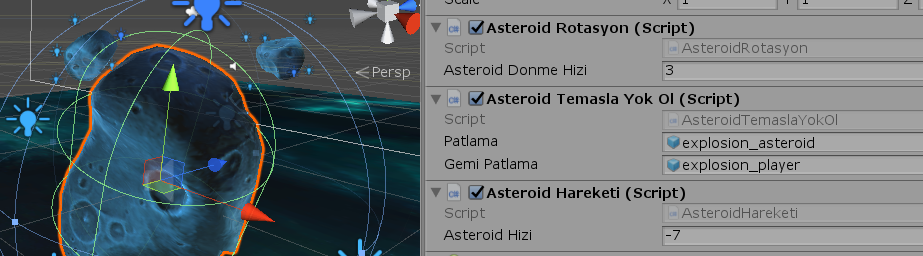 Scale X 1 Y 1 Z
Persp
Asteroid Rotasyon (Script)
Script AsteroidRotasyon
Asteroid Donme Hizi 3
Asteroid Temasla Yok Ol (Script)
Script AsteroidTemaslaYokOl
Patlama explosion_asteroid
Gemi Patlama explosion_player
Asteroid Hareketi (Script)
Script AsteroidHareketi
Asteroid Hizi -7